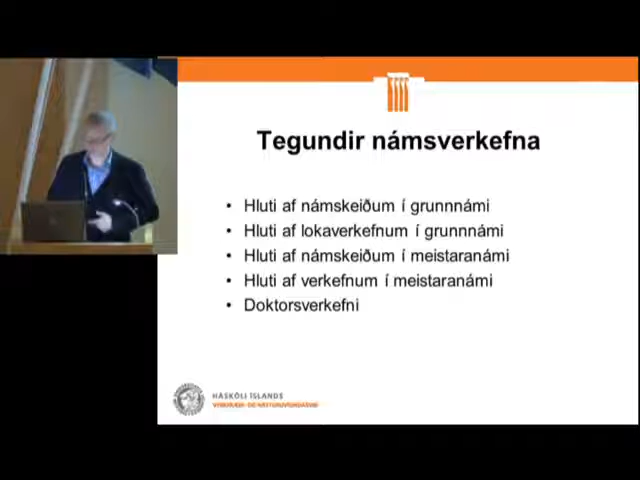 Tegundir námsverkefna
• Hluti af námskeiðum í grunnnámi
• Hluti af lokaverkefnum í grunnnámi
• Hluti af námskeiðum í meistaranámi
• Hluti af verkefnum í meistaranámi
• Doktorsverkefni
HÁSKÓLI ÍSLANDS